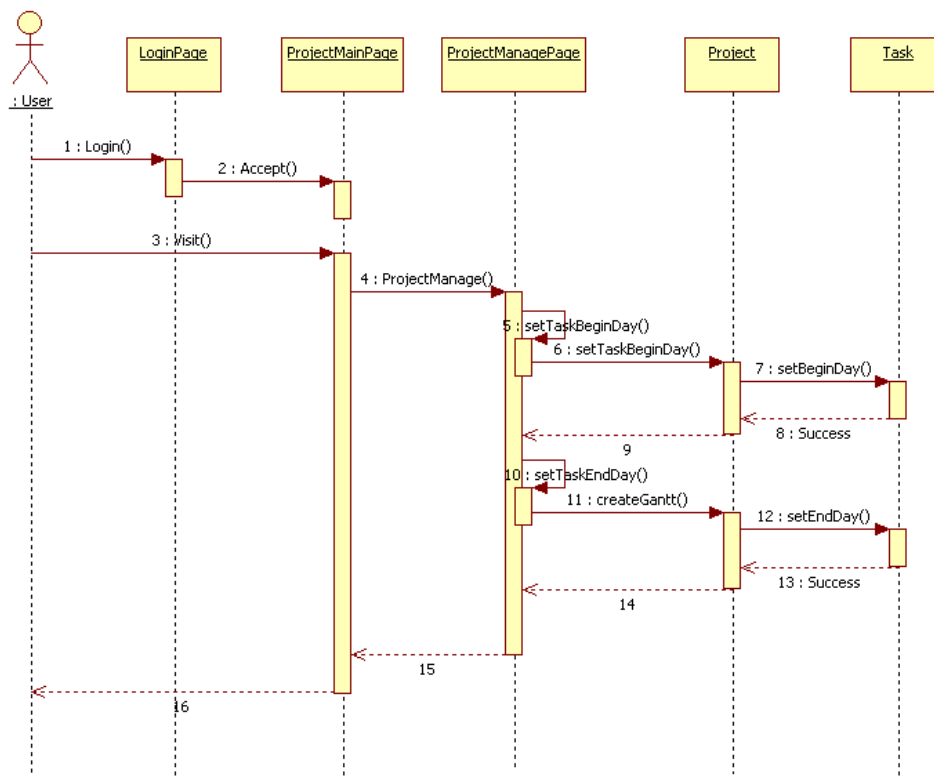 LoginPage
ProjectMainPage
ProjectManagePage
Project
Task
: User
1 : Login()
2 : Accept()
3 : Visit()
4 : ProjectManage()
5 : setTaskBeginDay()
6 : setTaskBeginDay()
7 : setBeginDay()
8 : Success
9
10 : setTaskEndDay()
11 : createGantt()
12 : setEndDay()
13 : Success
14
15
16